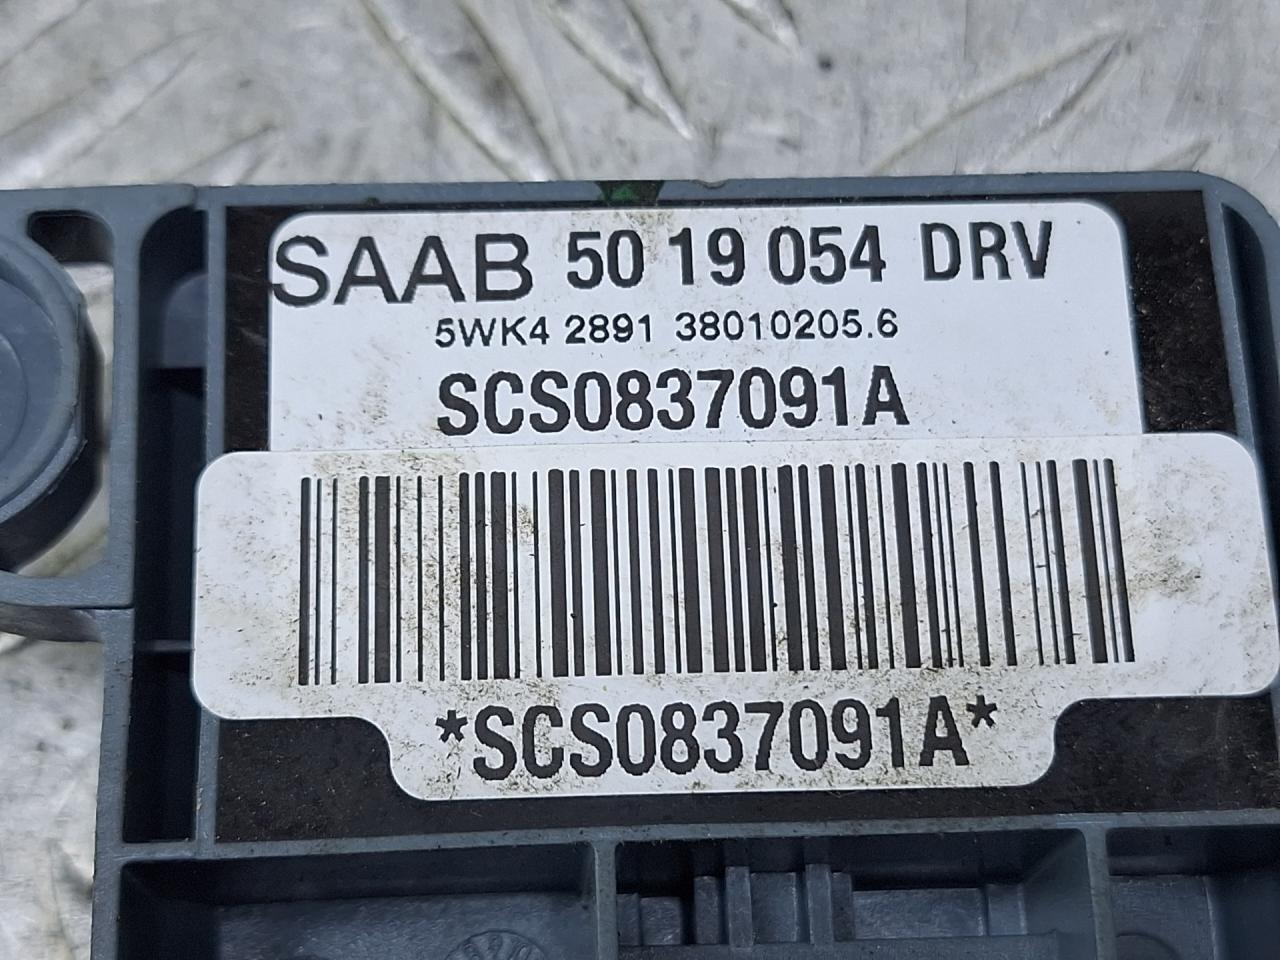 SAAB 50 19 054 DRV
5WK4 2891 38010205.6
SCS0837091A
*SCS0837091A*